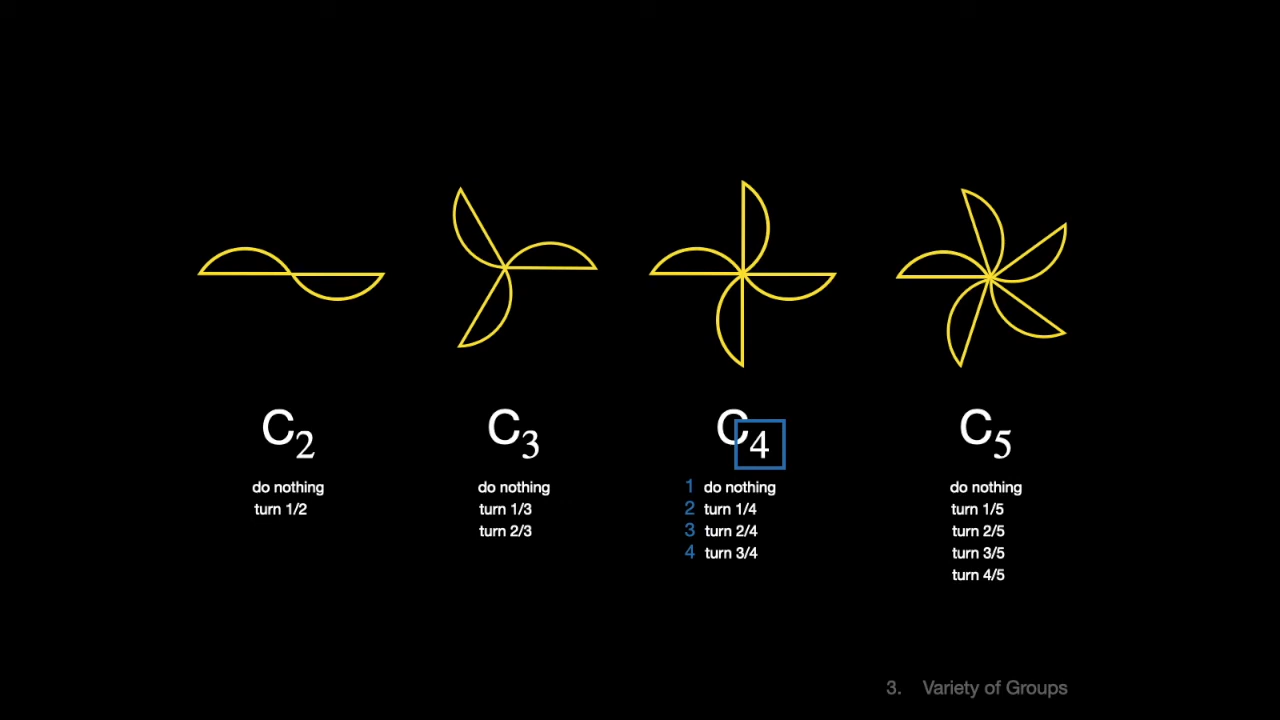 C2
do nothing
turn 1/2
C3
do nothing
turn 1/3
turn 2/3
C4
1 do nothing
2 turn 1/4
3 turn 2/4
4 turn 3/4
C5
do nothing
turn 1/5
turn 2/5
turn 3/5
turn 4/5
3. Variety of Groups